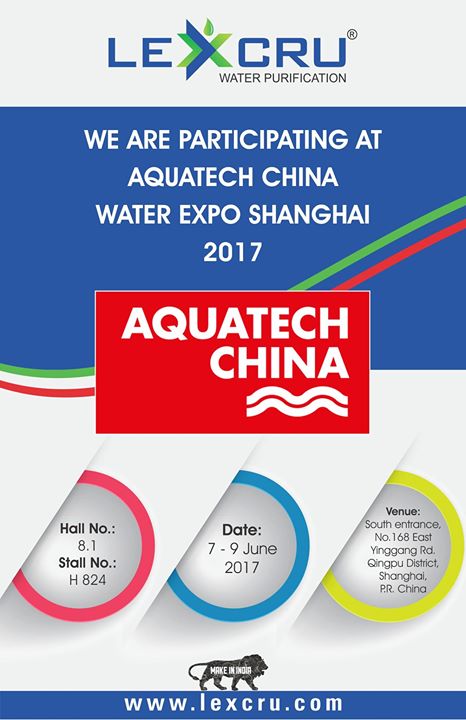 LEXCRU®
WATER PURIFICATION
WE ARE PARTICIPATING AT
AQUATECH CHINA
WATER EXPO SHANGHAI
2017
AQUATECH
CHINA
Hall No.:
8.1
Stall No.:
H 824
Date:
7 - 9 June
2017
Venue:
South entrance,
No.168 East
Yinggang Rd.
Qingpu District,
Shanghai,
P.R. China
MAKE IN INDIA
www.lexcru.com